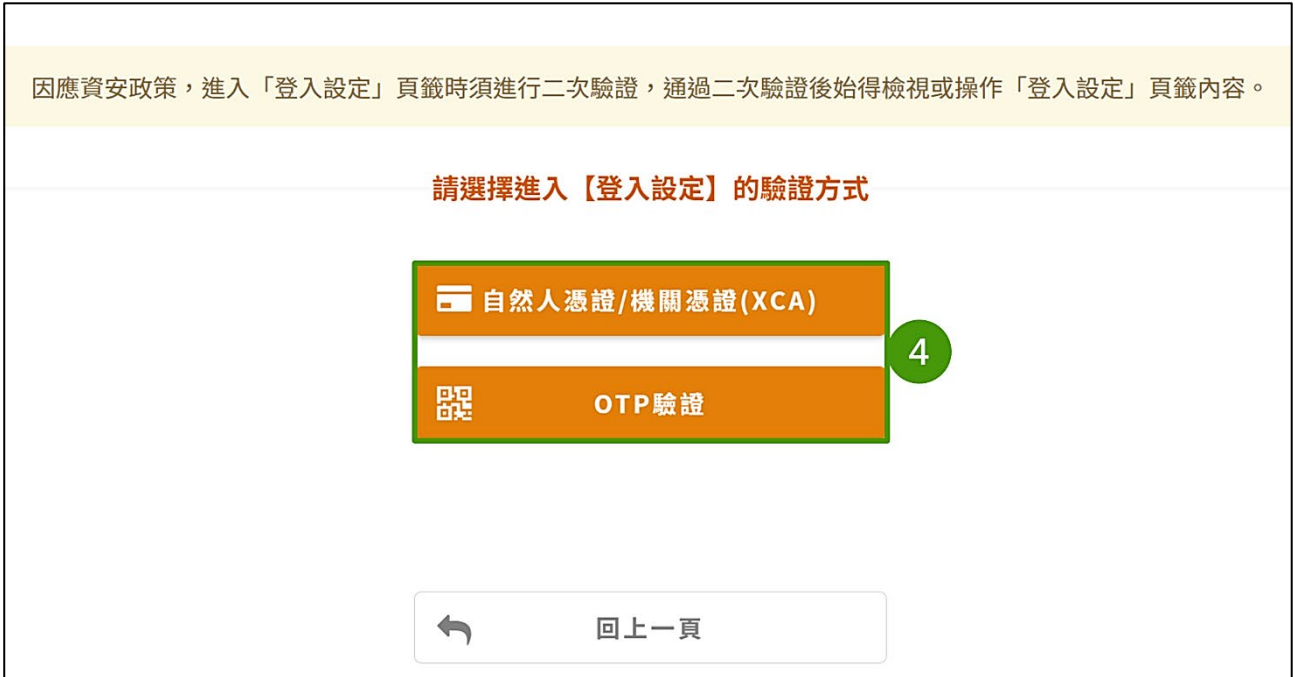 因應資安政策，進入「登入設定」頁籤時須進行二次驗證，通過二次驗證後始得檢視或操作「登入設定」頁籤內容。
請選擇進入【登入設定】的驗證方式
自然人憑證/機關憑證(XCA)
4
OTP驗證
回上一頁